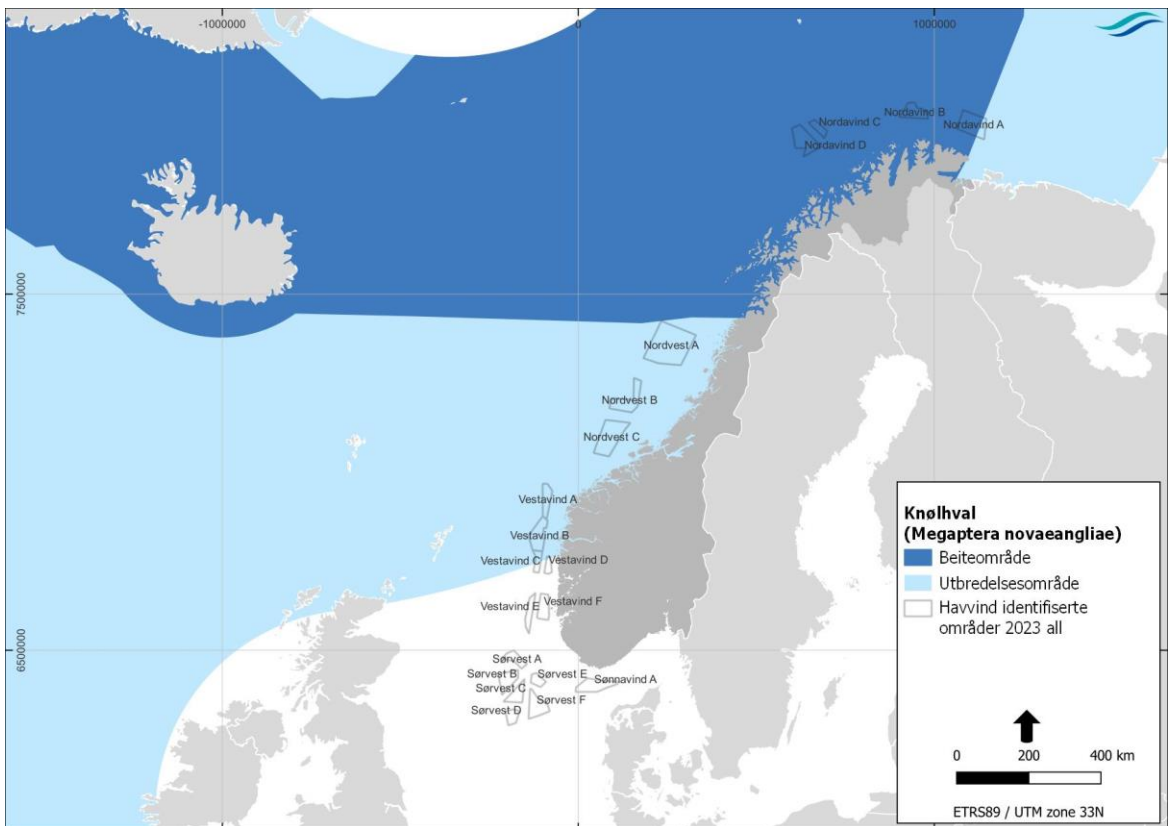 -1000000
0
1000000
Nordavind B
Nordavind C
Nordavind A
Nordavind D
7500000
Nordvest A
Nordvest B
Nordvest C
Vestavind A
Vestavind B
Vestavind C
Vestavind D
Vestavind E
Vestavind F
6500000
Sørvest A
Sørvest B
Sørvest E
Sønnavind A
Sørvest C
Sørvest F
Sørvest D
Knølhval
(Megaptera novaeangliae)
Beiteområde
Utbredelsesområde
Havvind identifiserte
områder 2023 all
0 200 400 km
ETRS89 / UTM zone 33N